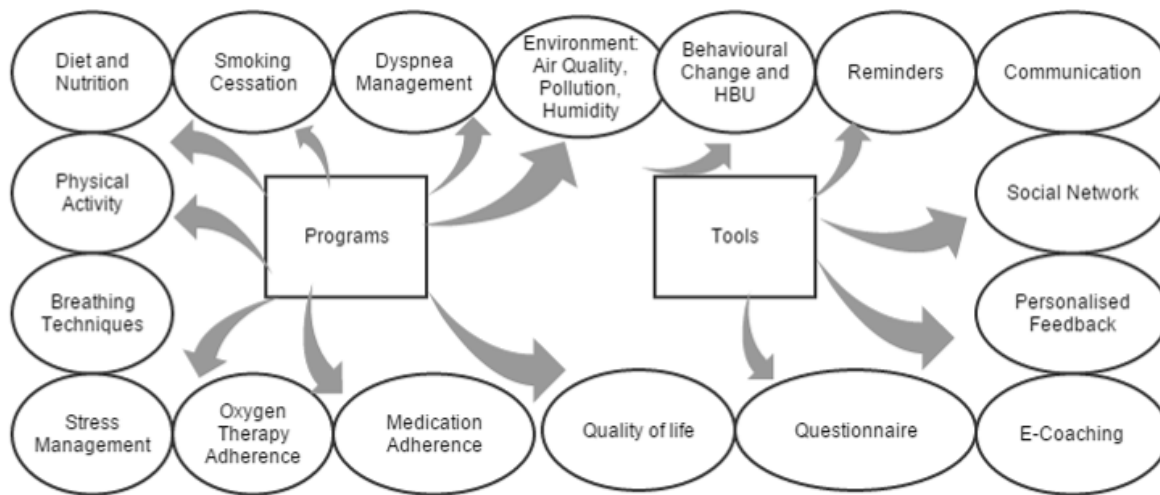 Diet and
Nutrition
Smoking
Cessation
Dyspnea
Management
Environment:
Air Quality,
Pollution,
Humidity
Behavioural
Change and
HBU
Reminders
Communication
Physical
Activity
Programs
Tools
Social Network
Breathing
Techniques
Personalised
Feedback
Stress
Management
Oxygen
Therapy
Adherence
Medication
Adherence
Quality of life
Questionnaire
E-Coaching